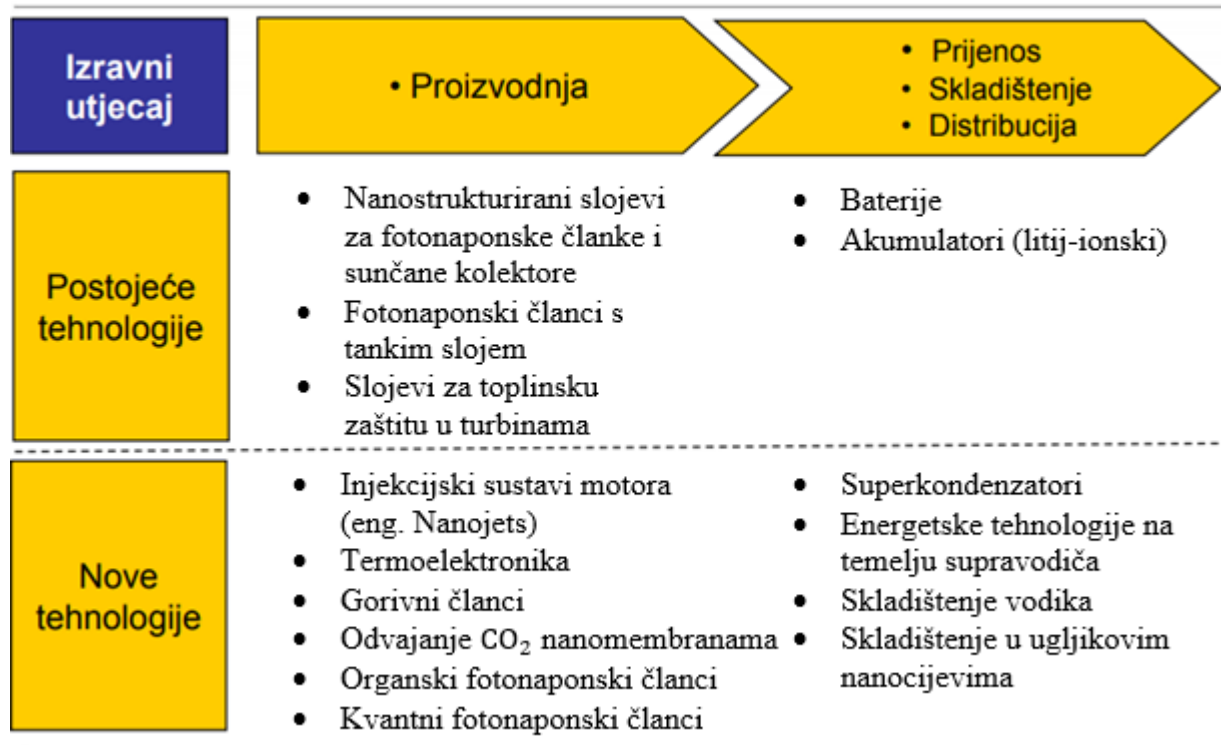 Izravni
utjecaj
• Proizvodnja
• Prijenos
• Skladištenje
• Distribucija
Postojeće
tehnologije
• Nanostrukturirani slojevi
za fotonaponske članke i
sunčane kolektore
• Fotonaponski članci s
tankim slojem
• Slojevi za toplinsku
zaštitu u turbinama
• Baterije
• Akumulatori (litij-ionski)
Nove
tehnologije
• Injekcijski sustavi motora
(eng. Nanojets)
• Termoelektronika
• Gorivni članci
• Odvajanje CO₂ nanomembranama
• Organski fotonaponski članci
• Kvantni fotonaponski članci
• Superkondenzatori
• Energetske tehnologije na
temelju supravodiča
• Skladištenje vodika
• Skladištenje u ugljikovim
nanocijevima